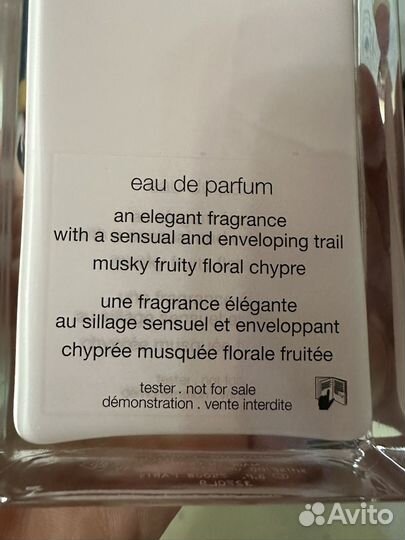 eau de parfum
an elegant fragrance
with a sensual and enveloping trail
musky fruity floral chypre
une fragrance élégante
au sillage sensuel et enveloppant
chyprée musquée florale fruitée
tester . not for sale
démonstration . vente interdite
Avito